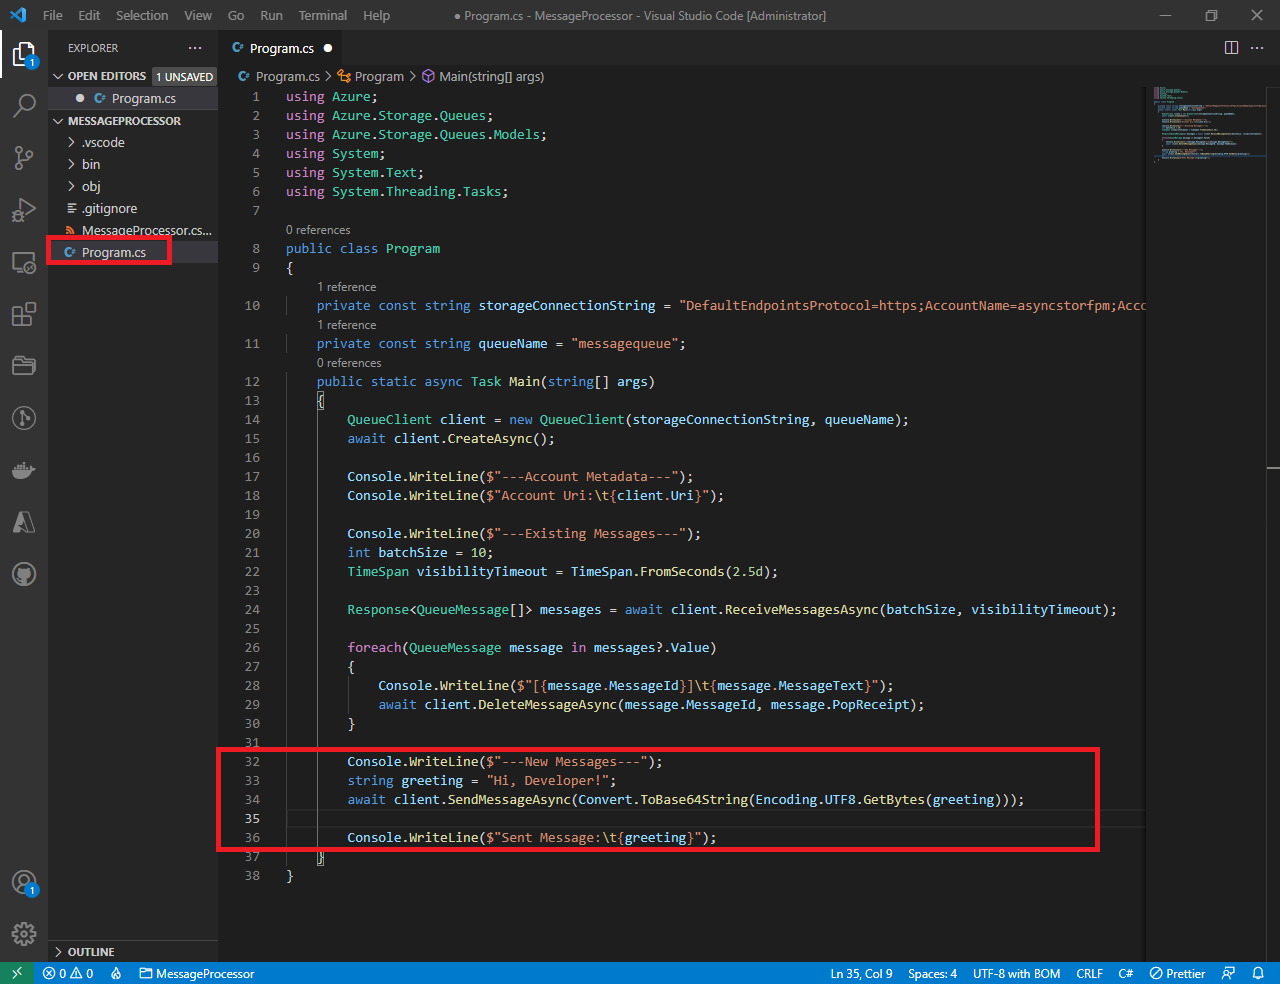 File Edit Selection View Go Run Terminal Help ● Program.cs - MessageProcessor - Visual Studio Code [Administrator]
EXPLORER ···
OPEN EDITORS 1 UNSAVED
● Program.cs
MESSAGEPROCESSOR
.vscode
bin
obj
.gitignore
MessageProcessor.cs...
Program.cs
OUTLINE
1
1
Program.cs ●
Program.cs > Program > Main(string[] args)
1 using Azure;
2 using Azure.Storage.Queues;
3 using Azure.Storage.Queues.Models;
4 using System;
5 using System.Text;
6 using System.Threading.Tasks;
7
0 references
8 public class Program
9 {
1 reference
10 private const string storageConnectionString = "DefaultEndpointsProtocol=https;AccountName=asyncstorfpm;Acco
1 reference
11 private const string queueName = "messagequeue";
0 references
12 public static async Task Main(string[] args)
13 {
14 QueueClient client = new QueueClient(storageConnectionString, queueName);
15 await client.CreateAsync();
16
17 Console.WriteLine($"---Account Metadata---");
18 Console.WriteLine($"Account Uri:\t{client.Uri}");
19
20 Console.WriteLine($"---Existing Messages---");
21 int batchSize = 10;
22 TimeSpan visibilityTimeout = TimeSpan.FromSeconds(2.5d);
23
24 Response<QueueMessage[]> messages = await client.ReceiveMessagesAsync(batchSize, visibilityTimeout);
25
26 foreach(QueueMessage message in messages?.Value)
27 {
28 Console.WriteLine($"[{message.MessageId}]\t{message.MessageText}");
29 await client.DeleteMessageAsync(message.MessageId, message.PopReceipt);
30 }
31
32 Console.WriteLine($"---New Messages---");
33 string greeting = "Hi, Developer!";
34 await client.SendMessageAsync(Convert.ToBase64String(Encoding.UTF8.GetBytes(greeting)));
35
36 Console.WriteLine($"Sent Message:\t{greeting}");
37 }
38 }
0 0 MessageProcessor Ln 35, Col 9 Spaces: 4 UTF-8 with BOM CRLF C# Prettier